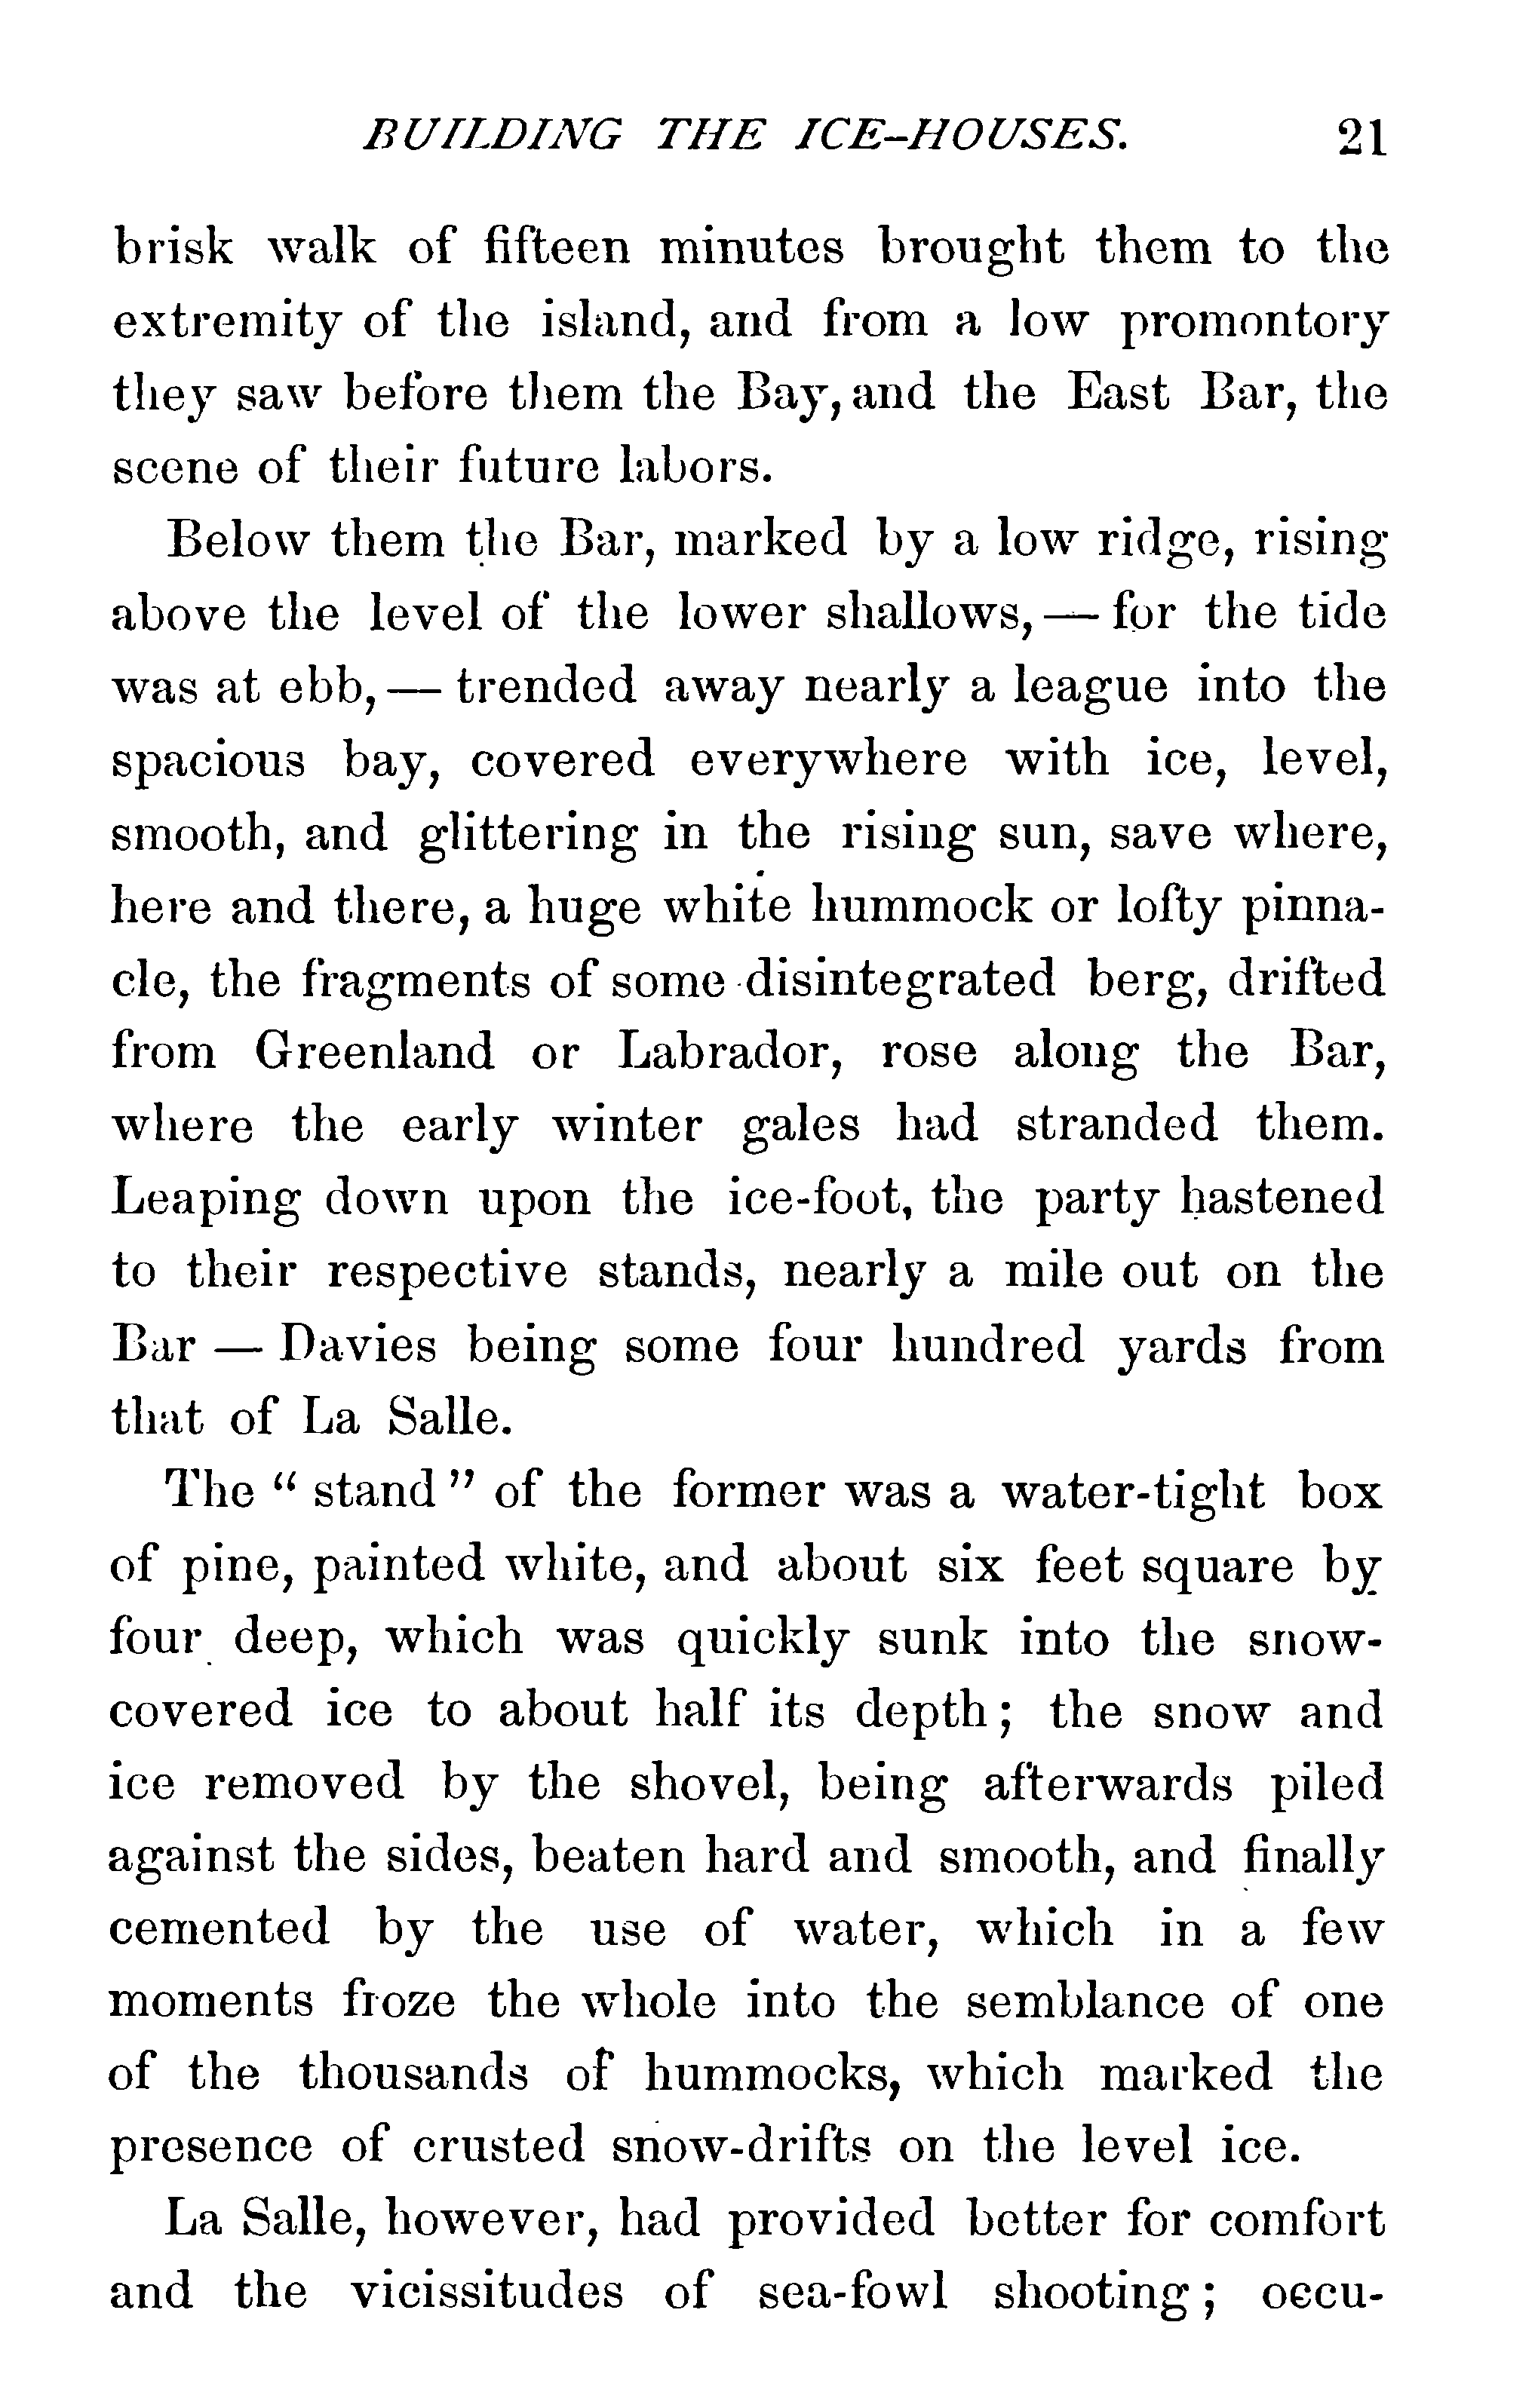 BUILDING THE ICE-HOUSES. 21
brisk walk of fifteen minutes brought them to the
extremity of the island, and from a low promontory
they saw before them the Bay, and the East Bar, the
scene of their future labors.
Below them the Bar, marked by a low ridge, rising
above the level of the lower shallows, — for the tide
was at ebb, — trended away nearly a league into the
spacious bay, covered everywhere with ice, level,
smooth, and glittering in the rising sun, save where,
here and there, a huge white hummock or lofty pinna-
cle, the fragments of some disintegrated berg, drifted
from Greenland or Labrador, rose along the Bar,
where the early winter gales had stranded them.
Leaping down upon the ice-foot, the party hastened
to their respective stands, nearly a mile out on the
Bar — Davies being some four hundred yards from
that of La Salle.
The “ stand ” of the former was a water-tight box
of pine, painted white, and about six feet square by
four deep, which was quickly sunk into the snow-
covered ice to about half its depth; the snow and
ice removed by the shovel, being afterwards piled
against the sides, beaten hard and smooth, and finally
cemented by the use of water, which in a few
moments froze the whole into the semblance of one
of the thousands of hummocks, which marked the
presence of crusted snow-drifts on the level ice.
La Salle, however, had provided better for comfort
and the vicissitudes of sea-fowl shooting; occu-